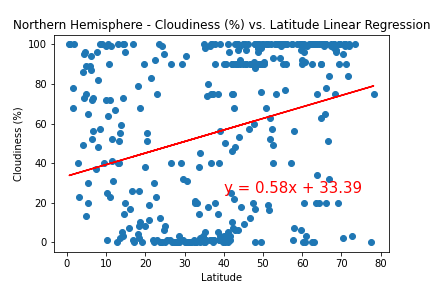 Northern Hemisphere - Cloudiness (%) vs. Latitude Linear Regression
100
80
60
40
20
0
Cloudiness (%)
y = 0.58x + 33.39
0 10 20 30 40 50 60 70 80
Latitude